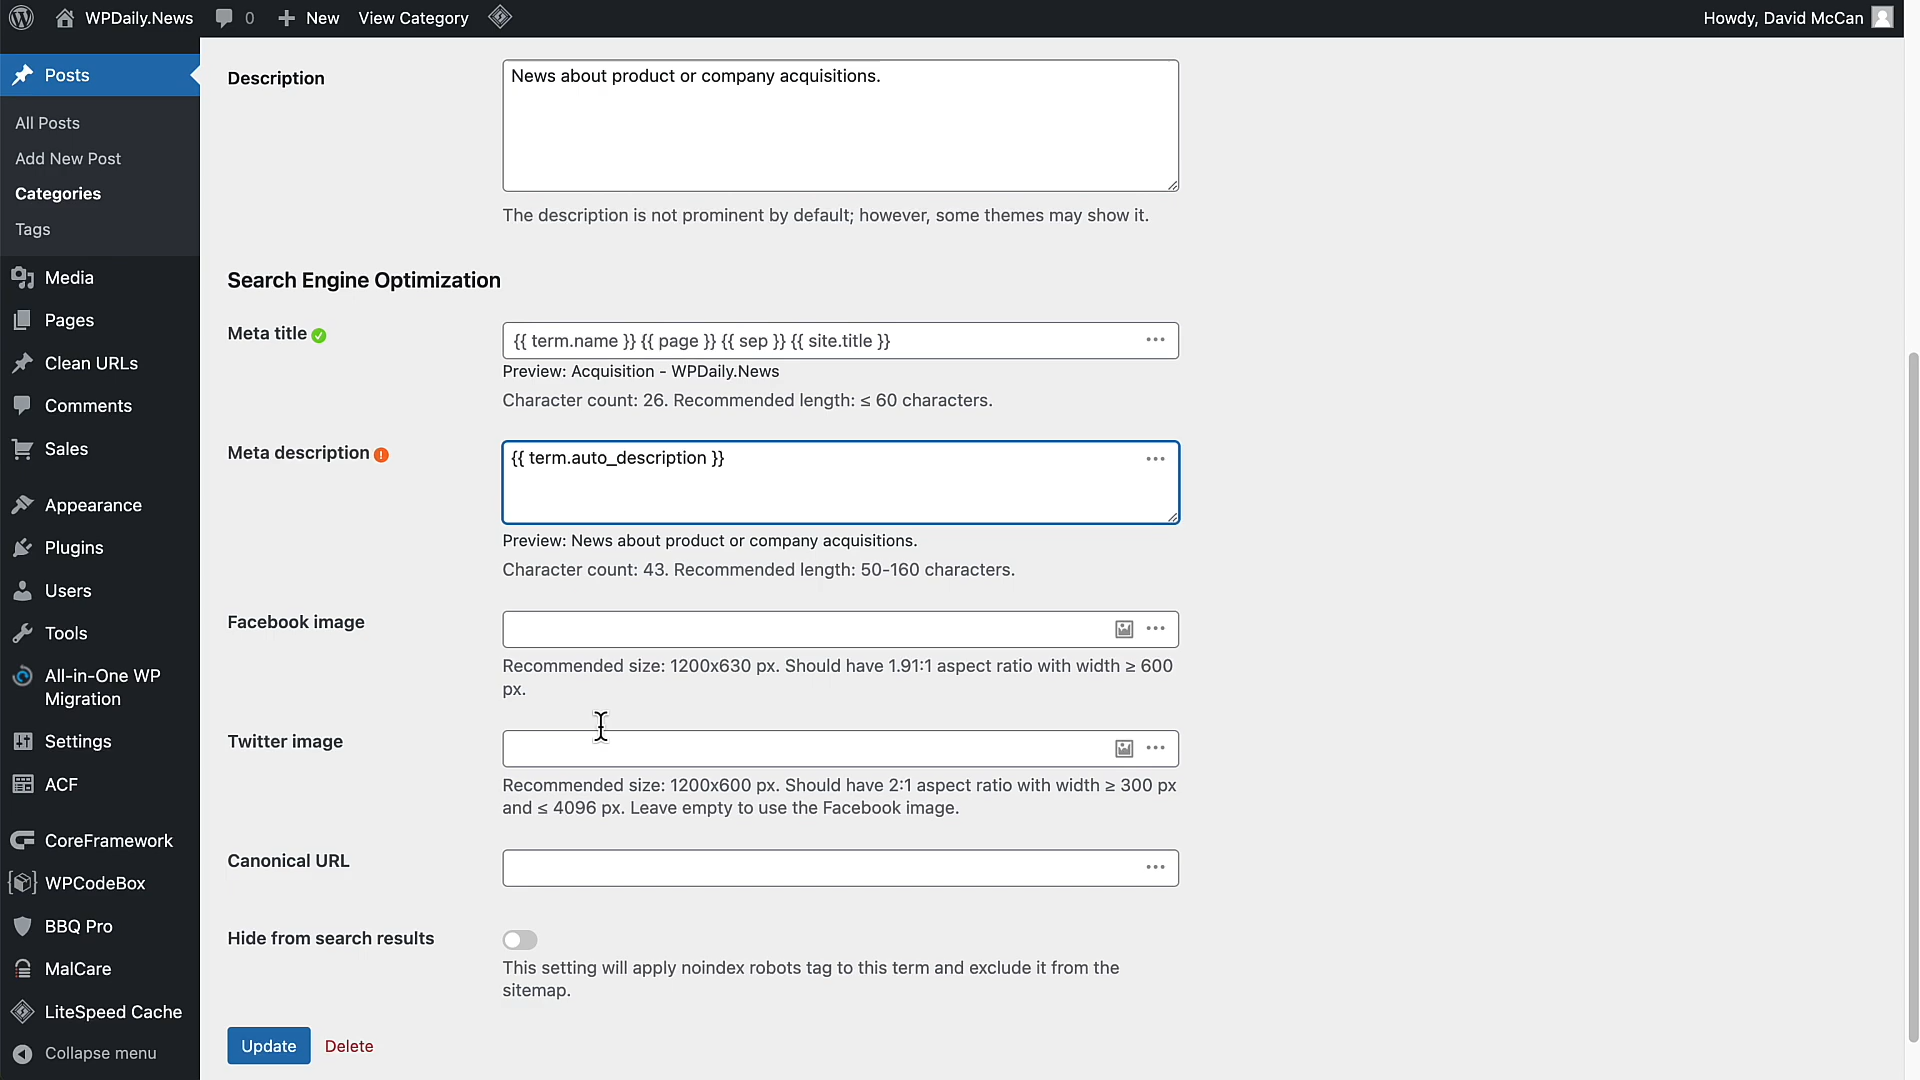 WPDaily.News 0 New View Category Howdy, David McCan
Posts
All Posts
Add New Post
Categories
Tags
Media
Pages
Clean URLs
Comments
Sales
Appearance
Plugins
Users
Tools
All-in-One WP
Migration
Settings
ACF
CoreFramework
WPCodeBox
BBQ Pro
MalCare
LiteSpeed Cache
Collapse menu
Description
News about product or company acquisitions.
The description is not prominent by default; however, some themes may show it.
Search Engine Optimization
Meta title
{{ term.name }} {{ page }} {{ sep }} {{ site.title }}
Preview: Acquisition - WPDaily.News
Character count: 26. Recommended length: ≤ 60 characters.
Meta description
{{ term.auto_description }}
Preview: News about product or company acquisitions.
Character count: 43. Recommended length: 50-160 characters.
Facebook image
Recommended size: 1200x630 px. Should have 1.91:1 aspect ratio with width ≥ 600
px.
Twitter image
Recommended size: 1200x600 px. Should have 2:1 aspect ratio with width ≥ 300 px
and ≤ 4096 px. Leave empty to use the Facebook image.
Canonical URL
Hide from search results
This setting will apply noindex robots tag to this term and exclude it from the
sitemap.
Update Delete